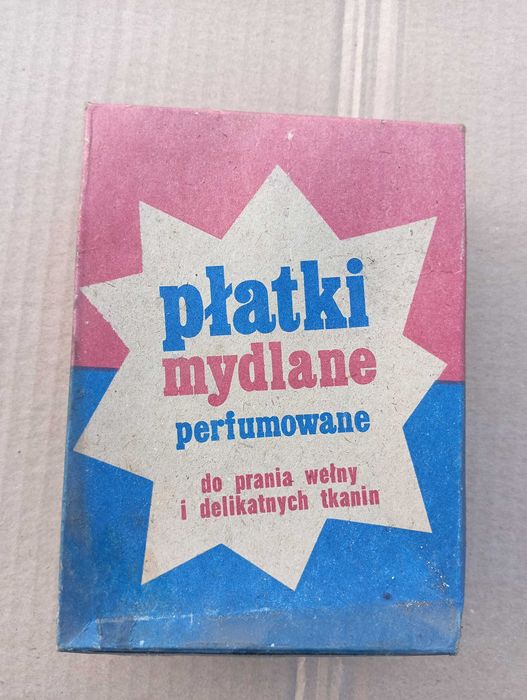 płatki
mydlane
perfumowane
do prania wełny
i delikatnych tkanin